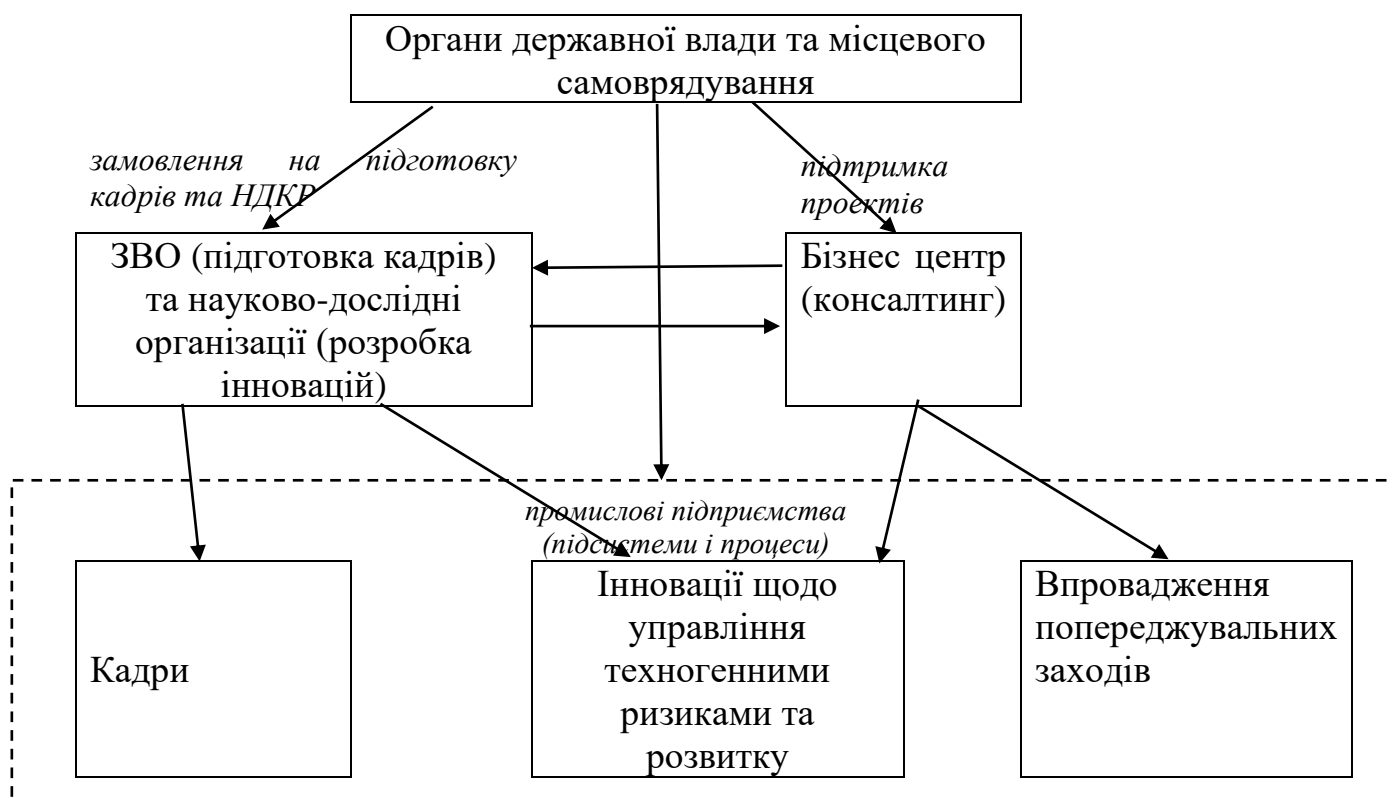 Органи державної влади та місцевого
самоврядування
замовлення на підготовку
кадрів та НДКР
підтримка
проектів
ЗВО (підготовка кадрів)
та науково-дослідні
організації (розробка
інновацій)
Бізнес центр
(консалтинг)
промислові підприємства
(підсистеми і процеси)
Кадри
Інновації щодо
управління
техногенними
ризиками та
розвитку
Впровадження
попереджувальних
заходів